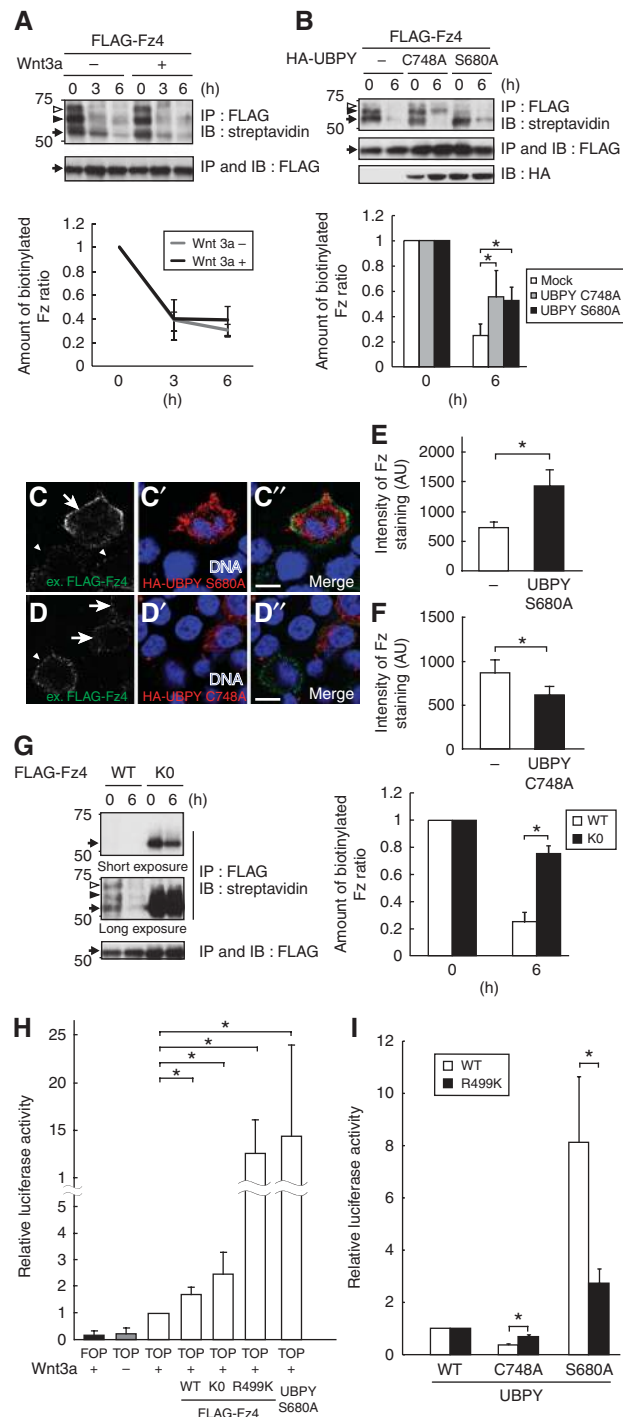 A
FLAG-Fz4
Wnt3a – +
0 3 6 0 3 6 (h)
75
50
IP : FLAG
IB : streptavidin
IP and IB : FLAG
Amount of biotinylated
Fz ratio
1.2
1
0.8
0.6
0.4
0.2
0
Wnt 3a –
Wnt 3a +
0 3 6
(h)
B
FLAG-Fz4
HA-UBPY – C748A S680A
0 6 0 6 0 6 (h)
75
50
IP : FLAG
IB : streptavidin
IP and IB : FLAG
IB : HA
Amount of biotinylated
Fz ratio
1.2
1
0.8
0.6
0.4
0.2
0
*
*
Mock
UBPY C748A
UBPY S680A
0 6
(h)
C
ex. FLAG-Fz4
C′
DNA
HA-UBPY S680A
C″
Merge
D
ex. FLAG-Fz4
D′
DNA
HA-UBPY C748A
D″
Merge
E
Intensity of Fz
staining (AU)
2000
1500
1000
500
0
*
– UBPY
S680A
F
Intensity of Fz
staining (AU)
1500
1000
500
0
*
– UBPY
C748A
G
FLAG-Fz4 WT K0
0 6 0 6 (h)
75
50
Short exposure
75
50
Long exposure
50
IP : FLAG
IB : streptavidin
IP and IB : FLAG
Amount of biotinylated
Fz ratio
1.2
1
0.8
0.6
0.4
0.2
0
*
WT
K0
0 6
(h)
H
Relative luciferase activity
25
20
15
1
5
4
3
2
1
0
*
*
*
*
FOP TOP TOP TOP TOP TOP TOP
Wnt3a + – + + + + +
WT K0 R499K UBPY
S680A
FLAG-Fz4
I
Relative luciferase activity
12
10
8
6
4
2
0
WT
R499K
*
*
WT C748A S680A
UBPY